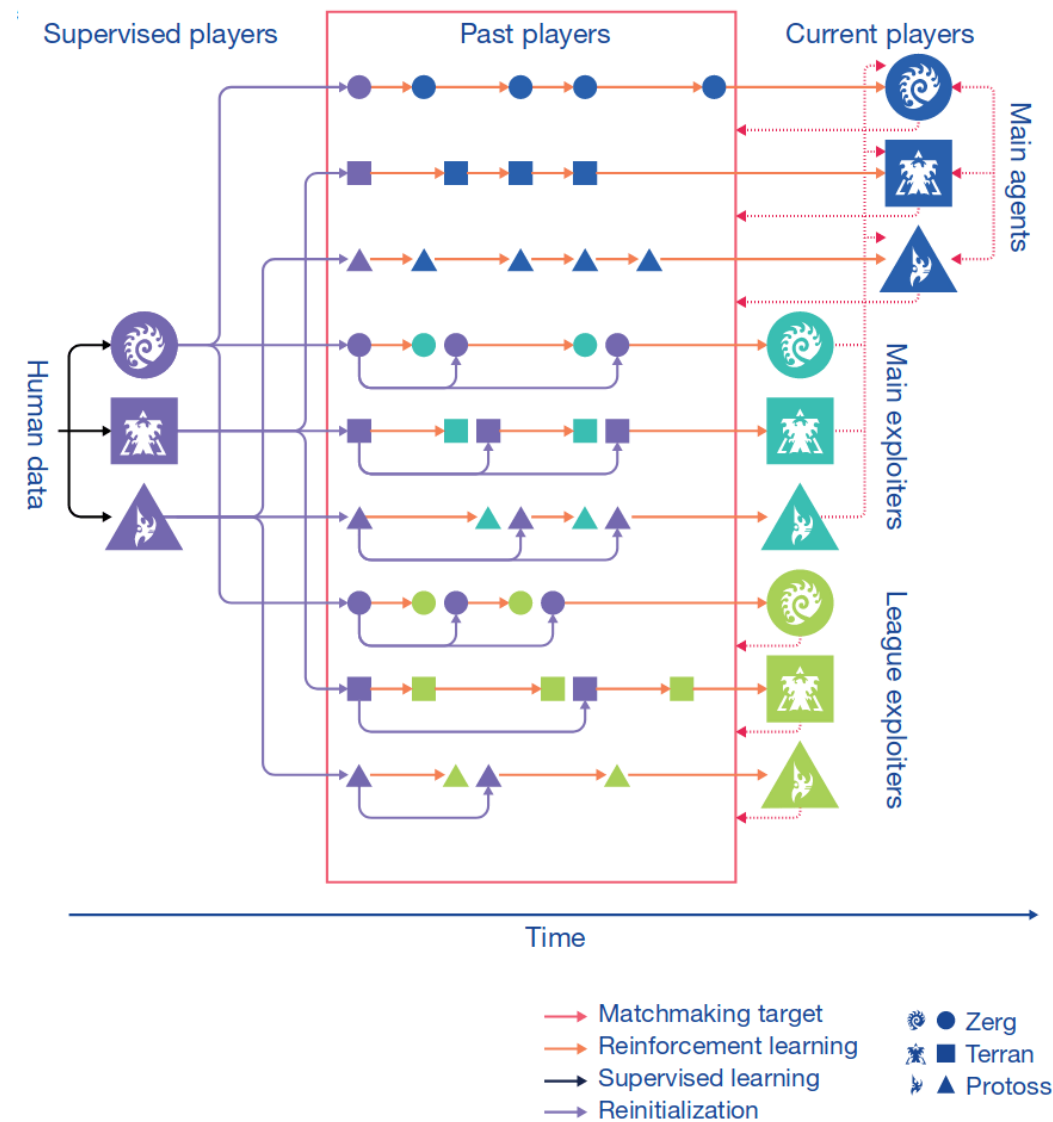 Supervised players
Past players
Current players
Main agents
Human data
Main exploiters
League exploiters
Time
Matchmaking target
Reinforcement learning
Supervised learning
Reinitialization
Zerg
Terran
Protoss